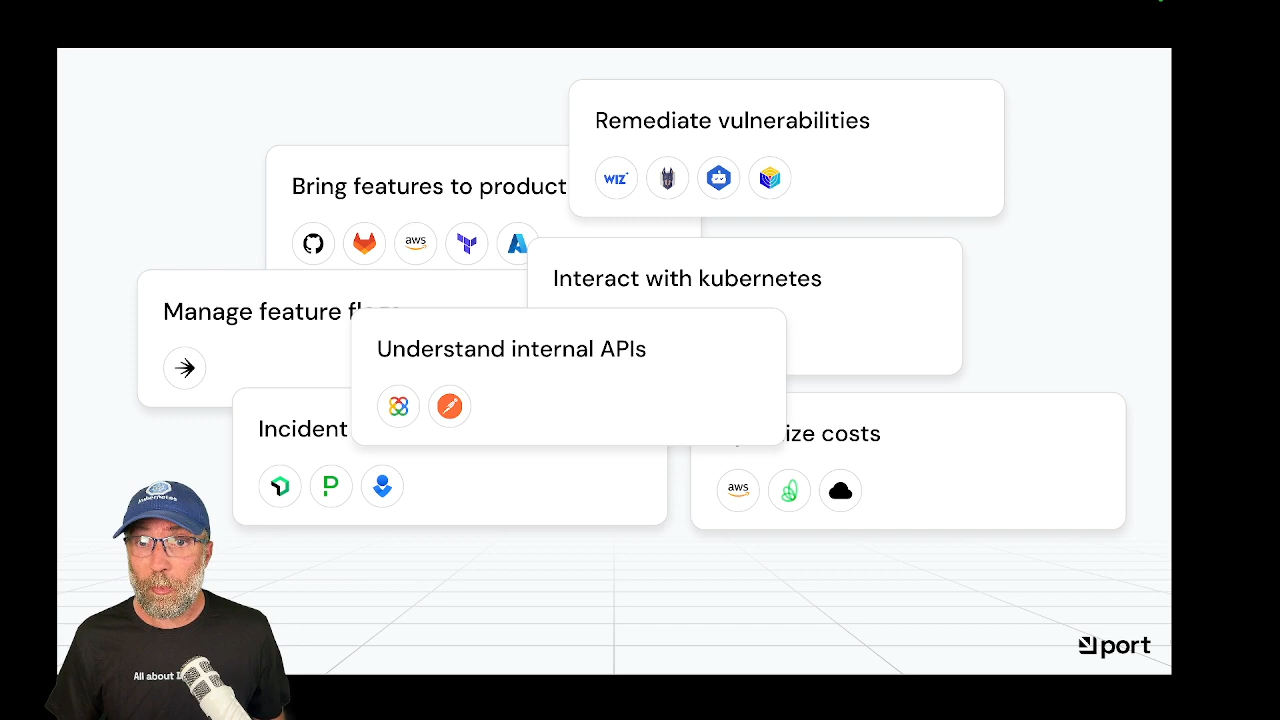 Remediate vulnerabilities
WIZ
Bring features to product
aws
Interact with kubernetes
Manage feature
Understand internal APIs
Incident
ize costs
aws
kubernetes
All about
port